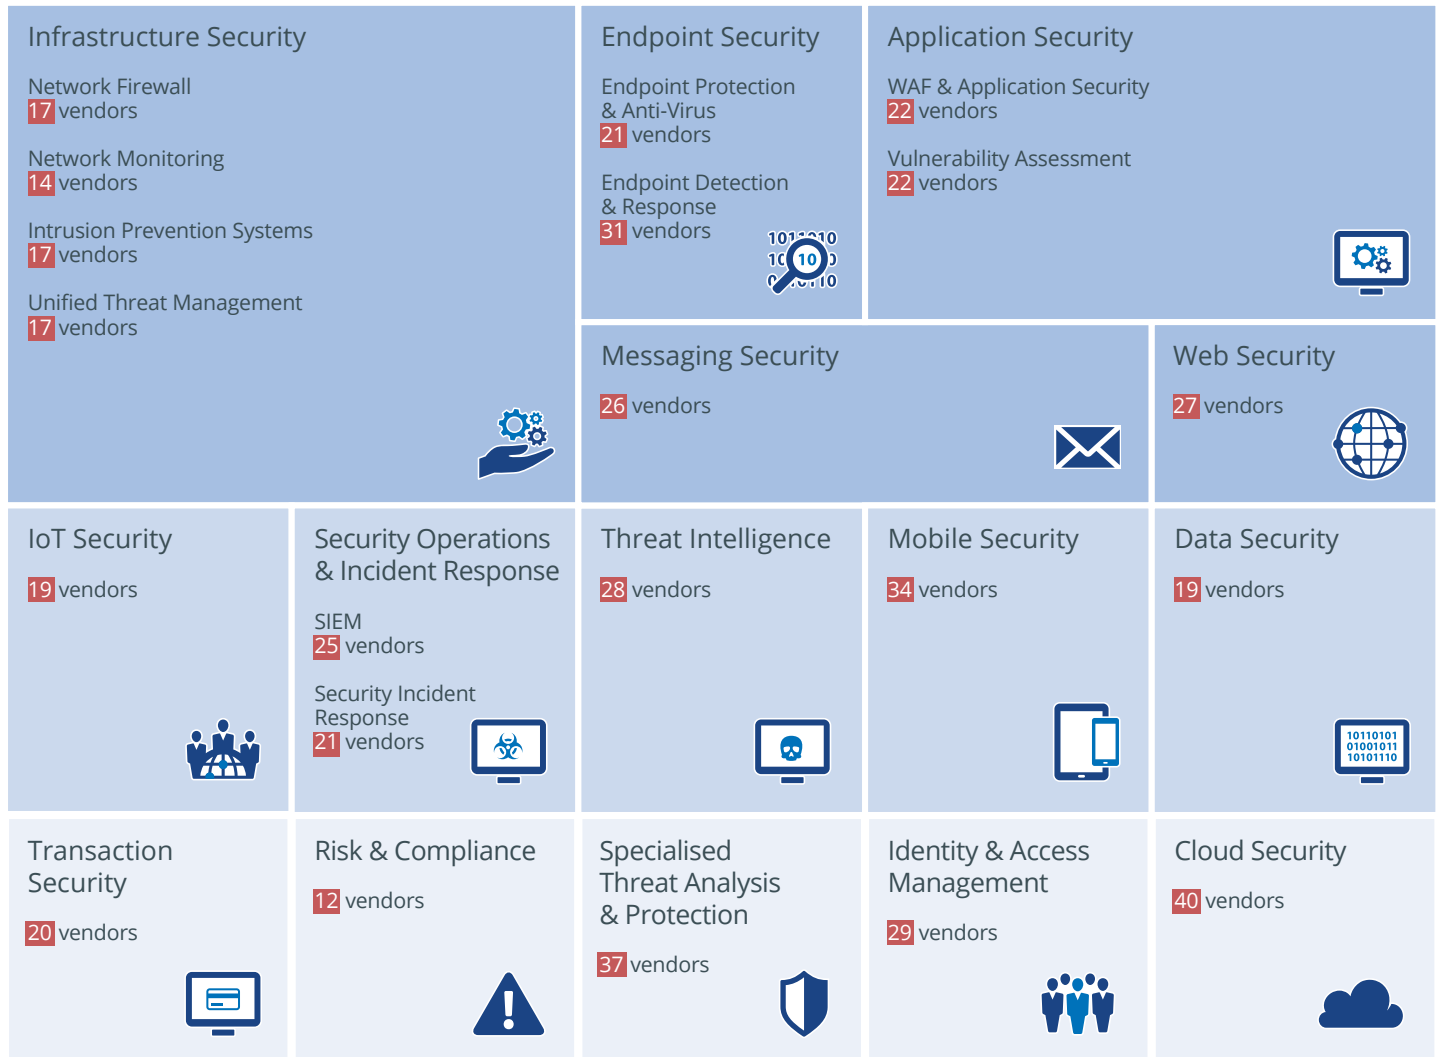 Infrastructure Security
Network Firewall
17 vendors
Network Monitoring
14 vendors
Intrusion Prevention Systems
17 vendors
Unified Threat Management
17 vendors
Endpoint Security
Endpoint Protection
& Anti-Virus
21 vendors
Endpoint Detection
& Response
31 vendors
10
Application Security
WAF & Application Security
22 vendors
Vulnerability Assessment
22 vendors
Messaging Security
26 vendors
Web Security
27 vendors
IoT Security
19 vendors
Security Operations
& Incident Response
SIEM
25 vendors
Security Incident
Response
21 vendors
Threat Intelligence
28 vendors
Mobile Security
34 vendors
Data Security
19 vendors
10110101
01001011
10101110
Transaction
Security
20 vendors
Risk & Compliance
12 vendors
Specialised
Threat Analysis
& Protection
37 vendors
Identity & Access
Management
29 vendors
Cloud Security
40 vendors